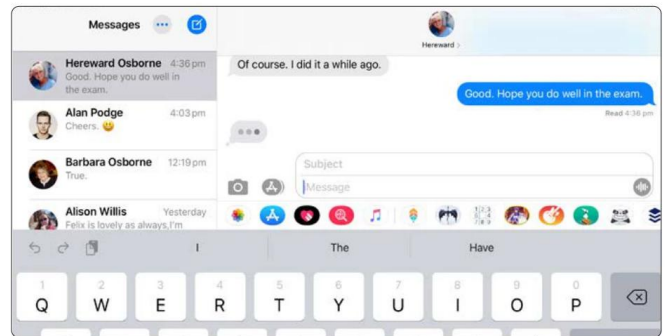 Messages
Hereward Osborne 4:36 pm
Good. Hope you do well in
the exam.
Alan Podge 4:03 pm
Cheers. 😀
Barbara Osborne 12:19 pm
True.
Alison Willis Yesterday
Felix is lovely as always, I'm
Hereward >
Of course. I did it a while ago.
Good. Hope you do well in the exam.
Read 4:36 pm
Subject
Message
I The Have
1 2 3 4 5 6 7 8 9 0
Q W E R T Y U I O P